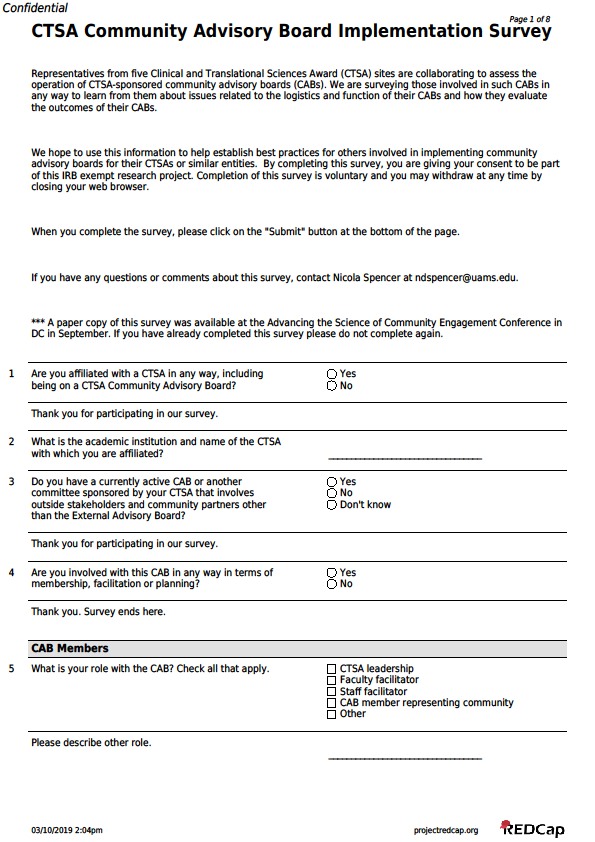 Confidential
Page 1 of 8
CTSA Community Advisory Board Implementation Survey
Representatives from five Clinical and Translational Sciences Award (CTSA) sites are collaborating to assess the
operation of CTSA-sponsored community advisory boards (CABs). We are surveying those involved in such CABs in
any way to learn from them about issues related to the logistics and function of their CABs and how they evaluate
the outcomes of their CABs.
We hope to use this information to help establish best practices for others involved in implementing community
advisory boards for their CTSAs or similar entities.  By completing this survey, you are giving your consent to be part
of this IRB exempt research project. Completion of this survey is voluntary and you may withdraw at any time by
closing your web browser.
When you complete the survey, please click on the "Submit" button at the bottom of the page.
If you have any questions or comments about this survey, contact Nicola Spencer at ndspencer@uams.edu.
*** A paper copy of this survey was available at the Advancing the Science of Community Engagement Conference in
DC in September. If you have already completed this survey please do not complete again.
1 Are you affiliated with a CTSA in any way, including
being on a CTSA Community Advisory Board?
Yes
No
Thank you for participating in our survey.
2 What is the academic institution and name of the CTSA
with which you are affiliated?
3 Do you have a currently active CAB or another
committee sponsored by your CTSA that involves
outside stakeholders and community partners other
than the External Advisory Board?
Yes
No
Don't know
Thank you for participating in our survey.
4 Are you involved with this CAB in any way in terms of
membership, facilitation or planning?
Yes
No
Thank you. Survey ends here.
CAB Members
5 What is your role with the CAB? Check all that apply.
CTSA leadership
Faculty facilitator
Staff facilitator
CAB member representing community
Other
Please describe other role.
03/10/2019 2:04pm
projectredcap.org
REDCap